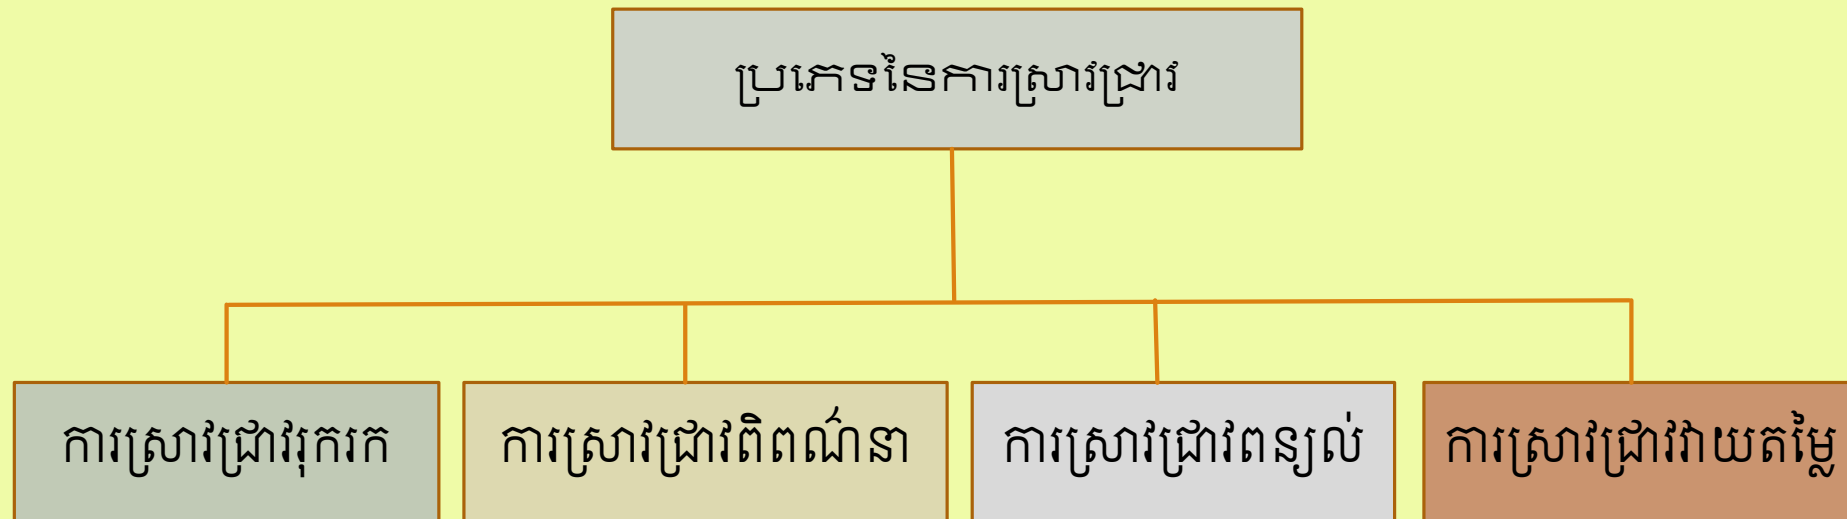 ប្រភេទនៃការស្រាវជ្រាវ
ការស្រាវជ្រាវរុករក
ការស្រាវជ្រាវពិពណ៌នា
ការស្រាវជ្រាវពន្យល់
ការស្រាវជ្រាវវាយតម្លៃ